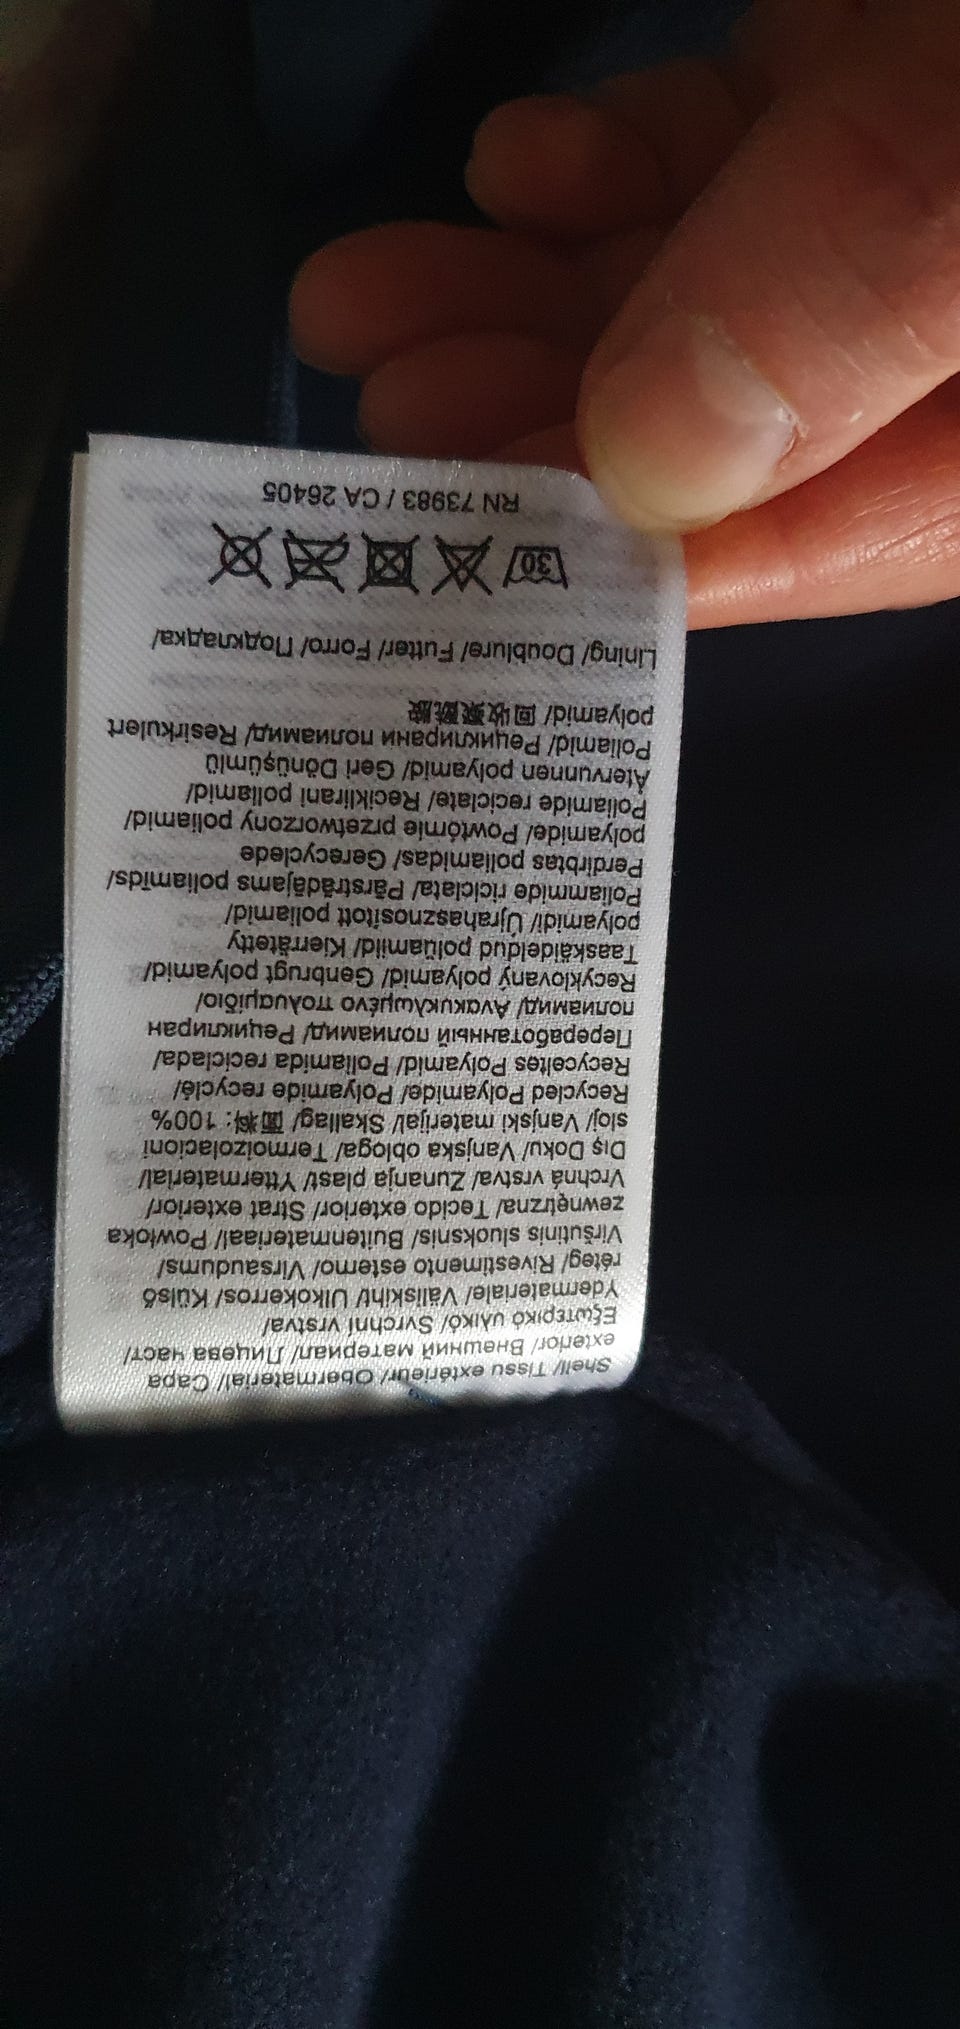 Shell/ Tissu extérieur/ Obermaterial/ Capa
exterior/ Внешний материал/ Лицева част/
Εξωτερικό υλικό/ Svrchní vrstva/
Ydermateriale/ Väliskiht/ Ulkokerros/ Külső
réteg/ Rivestimento esterno/ Virsaudums/
Viršutinis sluoksnis/ Buitenmateriaal/ Powłoka
zewnętrzna/ Tecido exterior/ Strat exterior/
Vrchná vrstva/ Zunanja plast/ Yttermaterial/
Dış Doku/ Vanjska obloga/ Termoizolacioni
sloj/ Vanjski materijal/ Skallag/ 面料: 100%
Recycled Polyamide/ Polyamide recyclé/
Recyceltes Polyamid/ Poliamida reciclada/
Переработанный полиамид/ Рециклиран
полиамид/ Ανακυκλωμένο πολυαμίδιο/
Recyklovaný polyamid/ Genbrugt polyamid/
Taaskäideldud polüamiid/ Kierrätetty
polyamidi/ Újrahasznosított poliamid/
Poliammide riciclata/ Pārstrādājams poliamīds/
Perdirbtas poliamidas/ Gerecyclede
polyamide/ Powtórnie przetworzony poliamid/
Poliamide reciclate/ Reciklirani poliamid/
Återvunnen polyamid/ Geri Dönüşümlü
Poliamid/ Рециклирани полиамид/ Resirkulert
polyamid/ 回收聚酰胺
Lining/ Doublure/ Futter/ Forro/ Подкладка/
30
RN 73983 / CA 26405